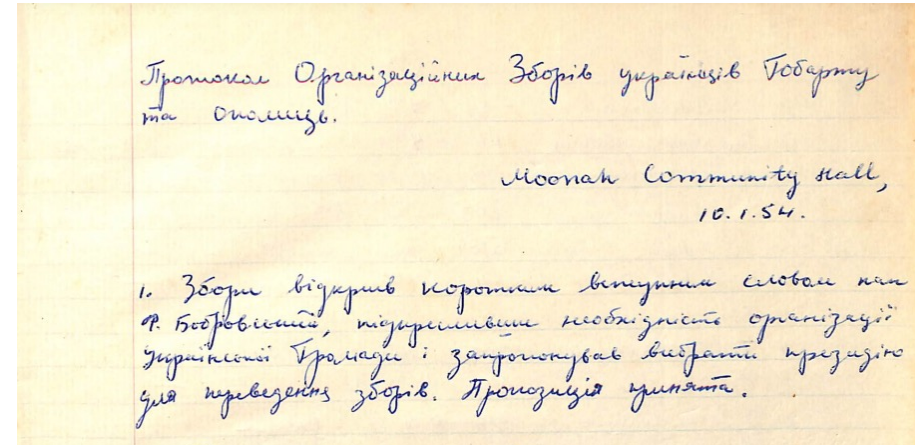 Протокол Організаційних Зборів українців Гобарту
та околиць.
Moonah Community Hall,
10.1.54.
1. Збори відкрив коротким вступним словом пан
Ф. Бобровський, підкресливши необхідність організації
Української Громади і запропонував вибрати президію
для переведення зборів. Пропозиція принята.